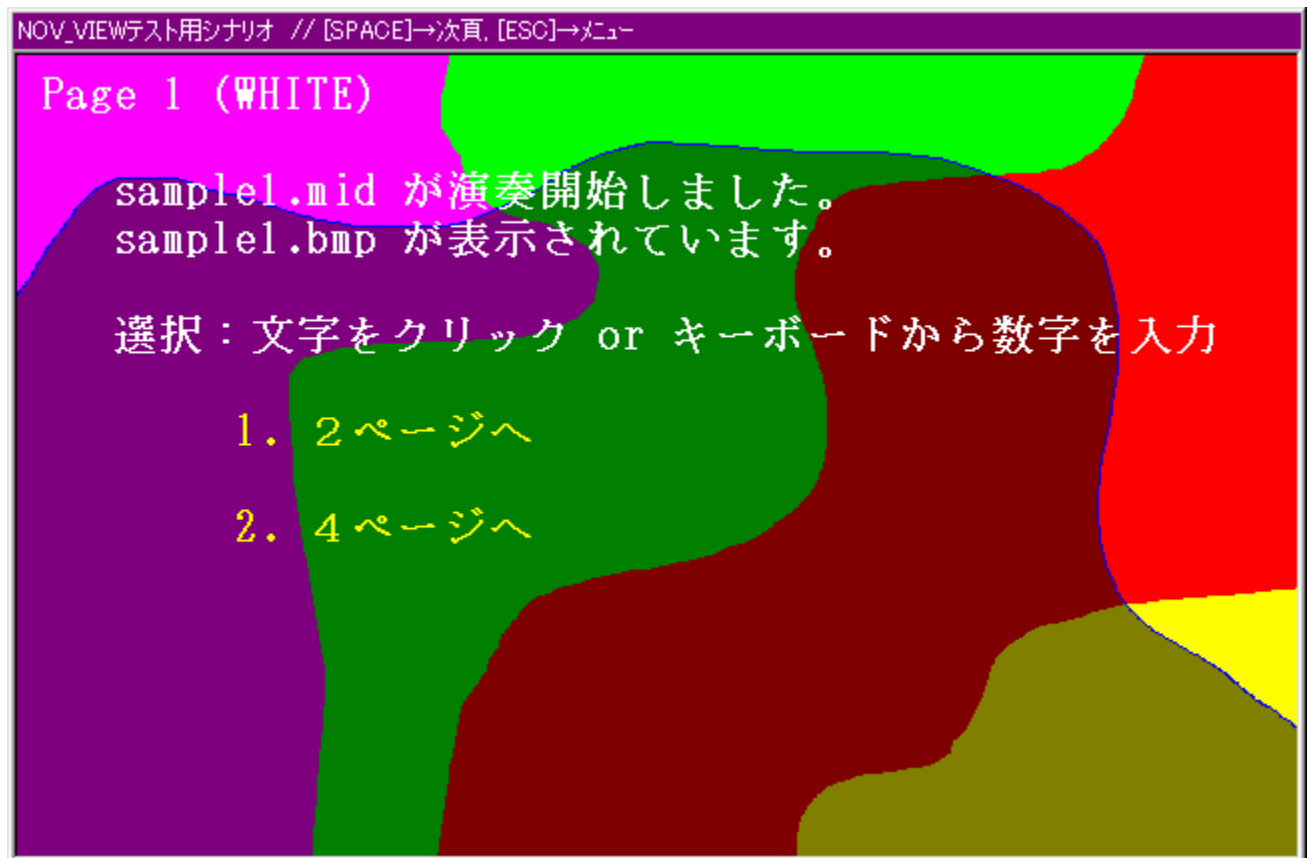 NOV_VIEWテスト用シナリオ // [SPACE]→次頁, [ESC]→ﾒﾆｭｰ
Page 1 (WHITE)
sample1.mid が演奏開始しました。
sample1.bmp が表示されています。
選択：文字をクリック or キーボードから数字を入力
1. ２ページへ
2. ４ページへ